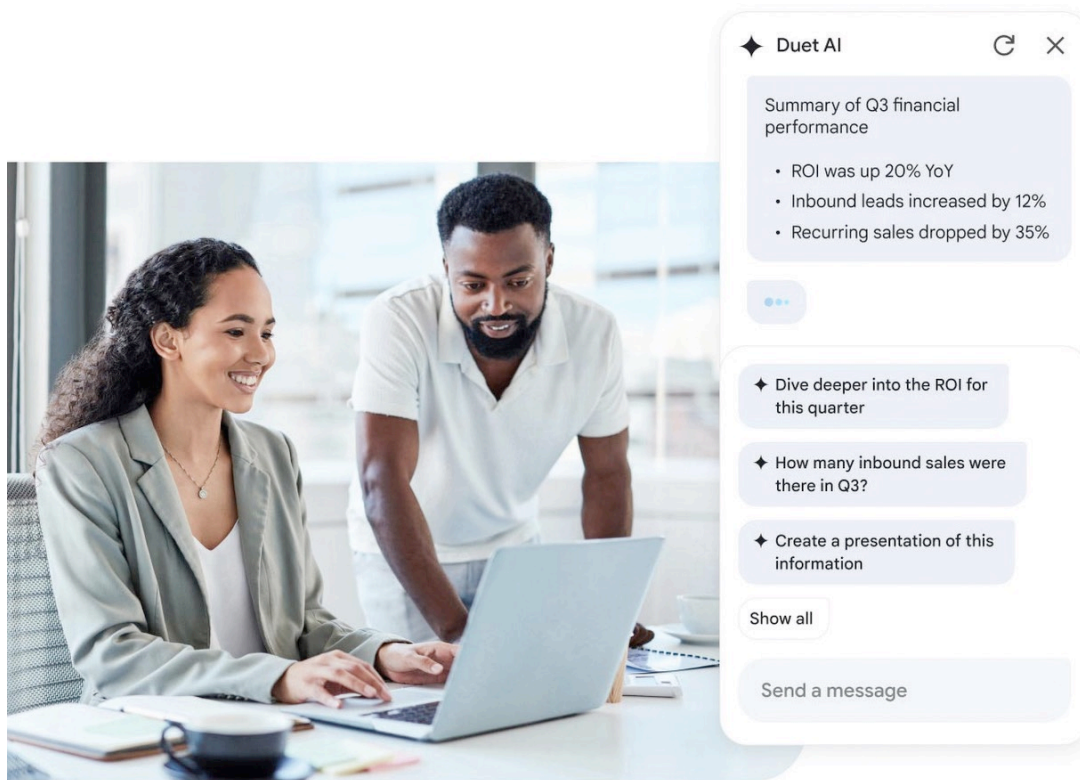 Duet AI
Summary of Q3 financial
performance
• ROI was up 20% YoY
• Inbound leads increased by 12%
• Recurring sales dropped by 35%
Dive deeper into the ROI for
this quarter
How many inbound sales were
there in Q3?
Create a presentation of this
information
Show all
Send a message